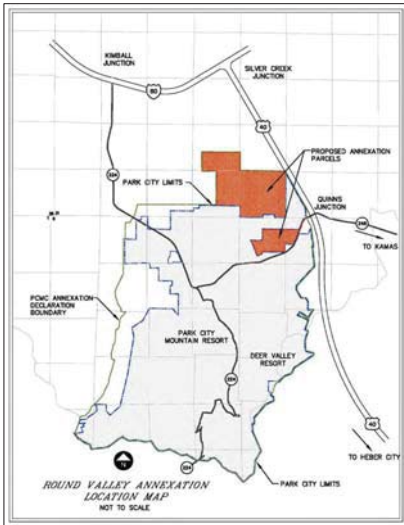 KIMBALL
JUNCTION
SILVER CREEK
JUNCTION
80
40
PROPOSED ANNEXATION
PARCELS
224
PARK CITY LIMITS
QUINNS
JUNCTION
248
TO KAMAS
PCMC ANNEXATION
DECLARATION
BOUNDARY
PARK CITY
MOUNTAIN RESORT
DEER VALLEY
RESORT
224
40
TO HEBER CITY
N
224
PARK CITY LIMITS
ROUND VALLEY ANNEXATION
LOCATION MAP
NOT TO SCALE